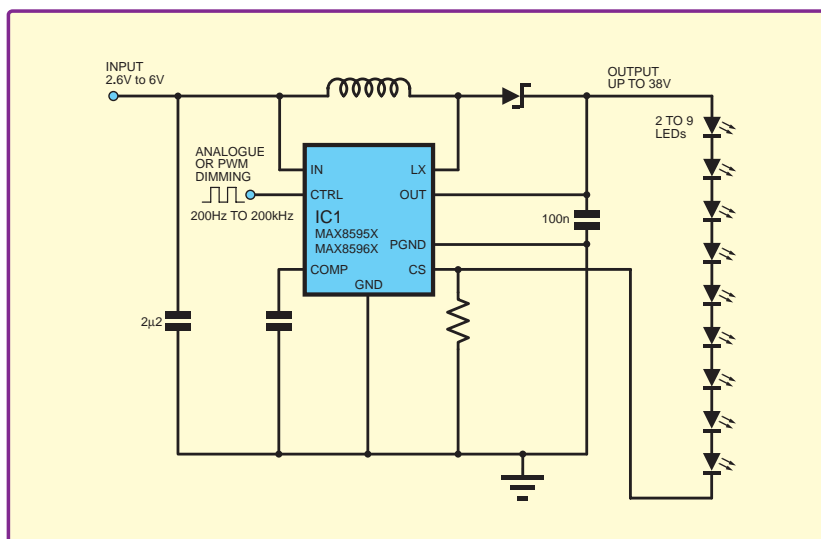 INPUT
2.6V to 6V
OUTPUT
UP TO 38V
2 TO 9
LEDs
ANALOGUE
OR PWM
DIMMING
200Hz TO 200kHz
IN
LX
CTRL
OUT
IC1
MAX8595X
MAX8596X
PGND
COMP
CS
GND
100n
2µ2